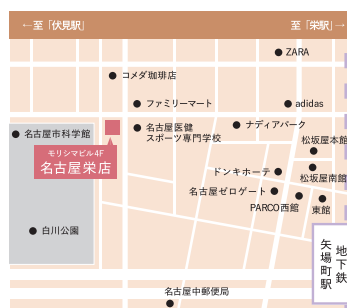 ←至「伏見駅」
至「栄駅」→
ZARA
コメダ珈琲店
ファミリーマート
adidas
名古屋市科学館
名古屋医健
スポーツ専門学校
ナディアパーク
松坂屋本館
モリシマビル4F
名古屋栄店
ドンキホーテ
松坂屋南館
名古屋ゼロゲート
PARCO西館
東館
白川公園
地下鉄
矢場町駅
名古屋中郵便局